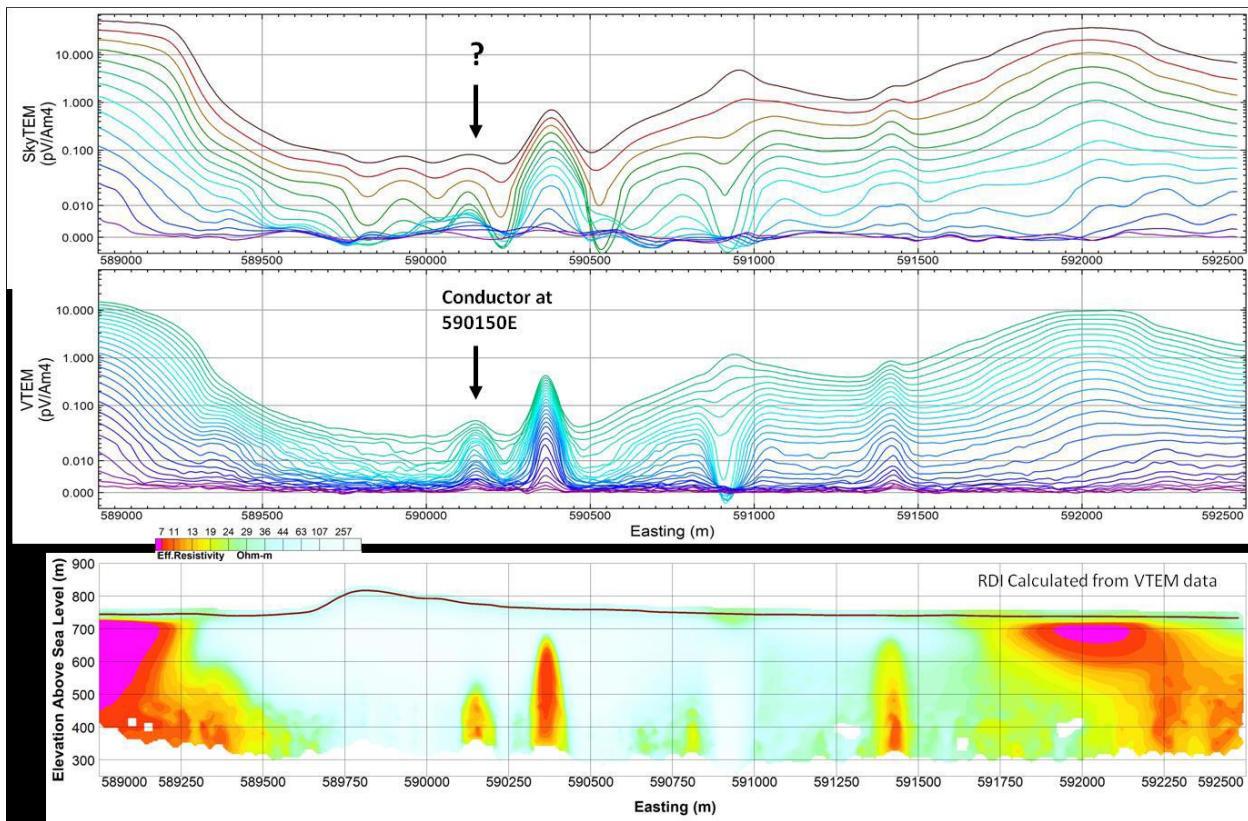 SkyTEM
(pV/Am4)
10.000
1.000
0.100
0.010
0.000
?
589000 589500 590000 590500 591000 591500 592000 592500
VTEM
(pV/Am4)
10.000
1.000
0.100
0.010
0.000
Conductor at
590150E
589000 589500 590000 590500 591000 591500 592000 592500
Easting (m)
7 11 13 19 24 29 36 44 63 107 257
Eff.Resistivity Ohm-m
RDI Calculated from VTEM data
Elevation Above Sea Level (m)
900
800
700
600
500
400
300
589000 589250 589500 589750 590000 590250 590500 590750 591000 591250 591500 591750 592000 592250 592500
Easting (m)